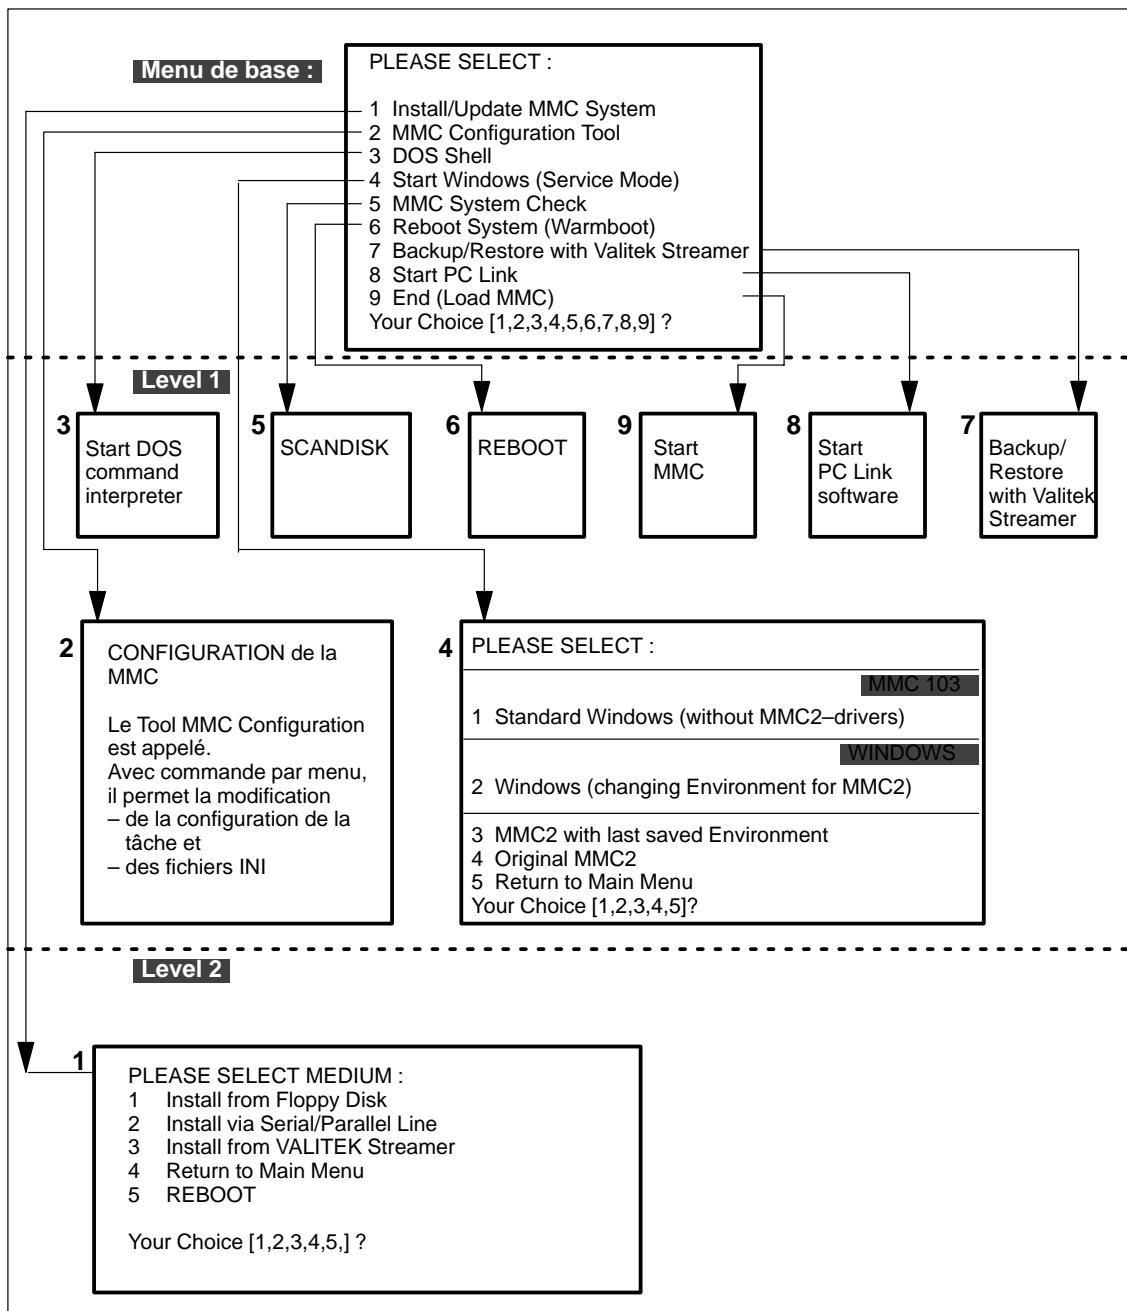 Menu de base :
PLEASE SELECT :
1 Install/Update MMC System
2 MMC Configuration Tool
3 DOS Shell
4 Start Windows (Service Mode)
5 MMC System Check
6 Reboot System (Warmboot)
7 Backup/Restore with Valitek Streamer
8 Start PC Link
9 End (Load MMC)
Your Choice [1,2,3,4,5,6,7,8,9] ?
Level 1
3
Start DOS
command
interpreter
5
SCANDISK
6
REBOOT
9
Start
MMC
8
Start
PC Link
software
7
Backup/
Restore
with Valitek
Streamer
2
CONFIGURATION de la
MMC
Le Tool MMC Configuration
est appelé.
Avec commande par menu,
il permet la modification
– de la configuration de la
tâche et
– des fichiers INI
4
PLEASE SELECT :
MMC 103
1 Standard Windows (without MMC2–drivers)
WINDOWS
2 Windows (changing Environment for MMC2)
3 MMC2 with last saved Environment
4 Original MMC2
5 Return to Main Menu
Your Choice [1,2,3,4,5]?
Level 2
1
PLEASE SELECT MEDIUM :
1 Install from Floppy Disk
2 Install via Serial/Parallel Line
3 Install from VALITEK Streamer
4 Return to Main Menu
5 REBOOT
Your Choice [1,2,3,4,5,] ?